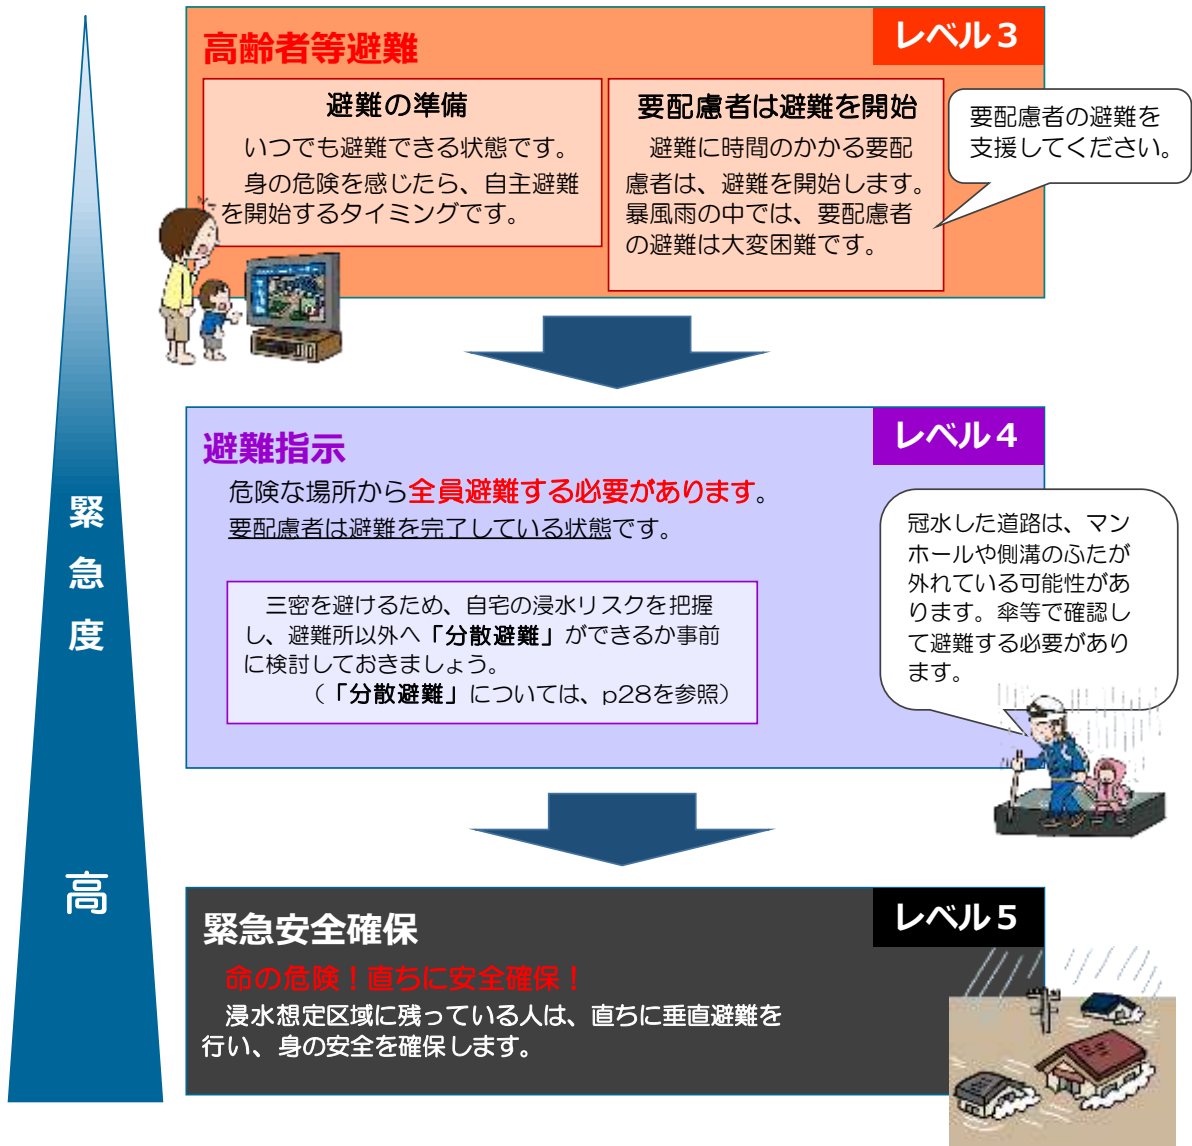 高齢者等避難
レベル3
避難の準備
いつでも避難できる状態です。
身の危険を感じたら、自主避難
を開始するタイミングです。
要配慮者は避難を開始
避難に時間のかかる要配
慮者は、避難を開始します。
暴風雨の中では、要配慮者
の避難は大変困難です。
要配慮者の避難を
支援してください。
避難指示
レベル4
危険な場所から全員避難する必要があります。
要配慮者は避難を完了している状態です。
三密を避けるため、自宅の浸水リスクを把握
し、避難所以外へ「分散避難」ができるか事前
に検討しておきましょう。
(「分散避難」については、p28を参照)
冠水した道路は、マン
ホールや側溝のふたが
外れている可能性があ
ります。傘等で確認し
て避難する必要があり
ます。
緊急安全確保
レベル5
命の危険!直ちに安全確保!
浸水想定区域に残っている人は、直ちに垂直避難を
行い、身の安全を確保します。
緊急度
高